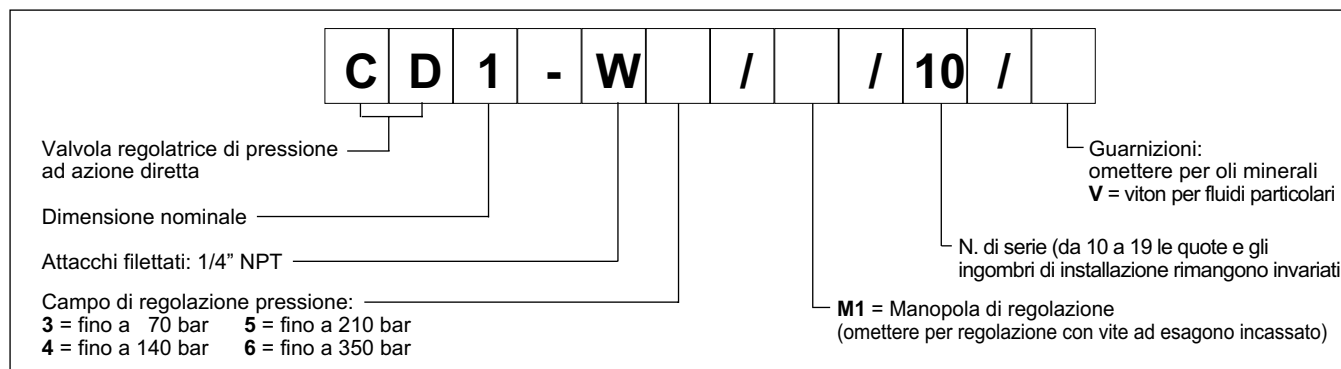 C D 1 - W / / 10 /
Valvola regolatrice di pressione
ad azione diretta
Dimensione nominale
Attacchi filettati: 1/4” NPT
Campo di regolazione pressione:
3 = fino a 70 bar 5 = fino a 210 bar
4 = fino a 140 bar 6 = fino a 350 bar
Guarnizioni:
omettere per oli minerali
V = viton per fluidi particolari
N. di serie (da 10 a 19 le quote e gli
ingombri di installazione rimangono invariati
M1 = Manopola di regolazione
(omettere per regolazione con vite ad esagono incassato)